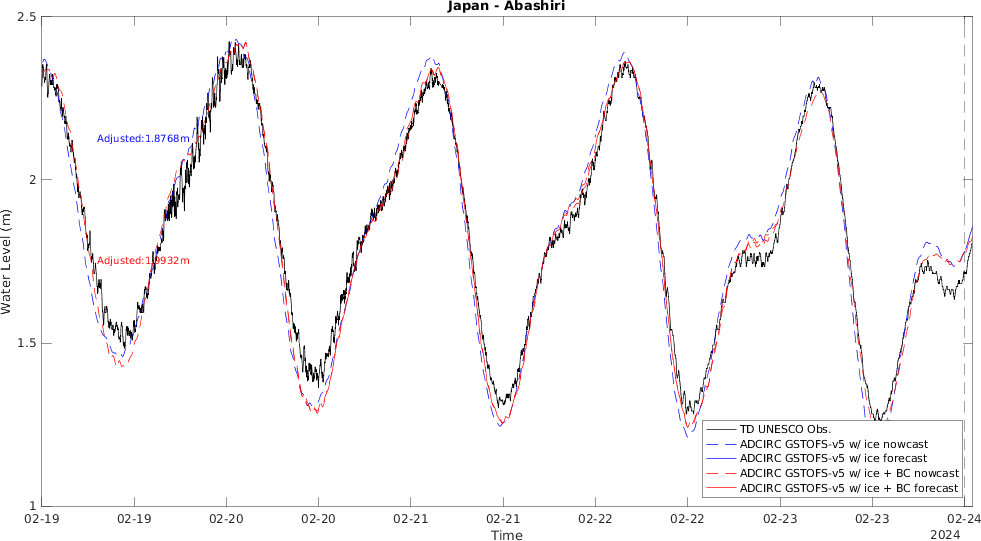 Japan - Abashiri
2.5
2
1.5
1
Water Level (m)
Adjusted:1.8768m
Adjusted:1.9932m
TD UNESCO Obs.
ADCIRC GSTOFS-v5 w/ ice nowcast
ADCIRC GSTOFS-v5 w/ ice forecast
ADCIRC GSTOFS-v5 w/ ice + BC nowcast
ADCIRC GSTOFS-v5 w/ ice + BC forecast
02-19 02-19 02-20 02-20 02-21 02-21 02-22 02-22 02-23 02-23 02-24
Time
2024